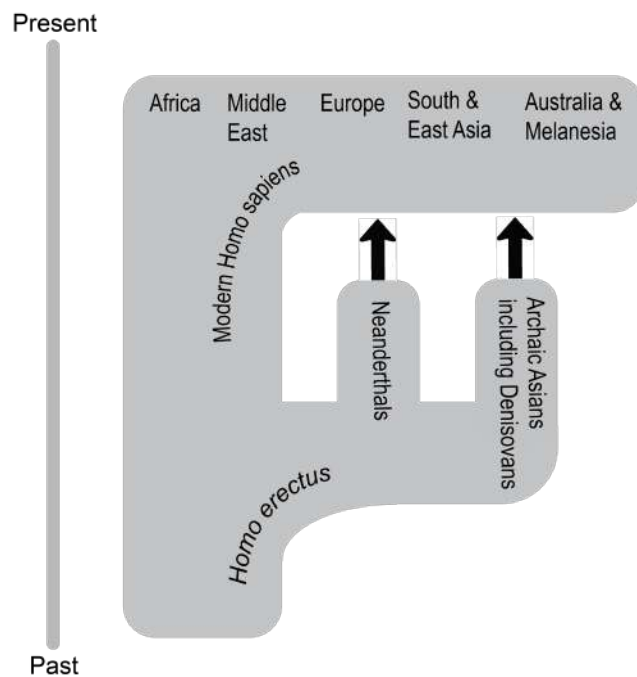 Present
Africa
Middle
East
Europe
South &
East Asia
Australia &
Melanesia
Modern Homo sapiens
Neanderthals
Archaic Asians
including Denisovans
Homo erectus
Past